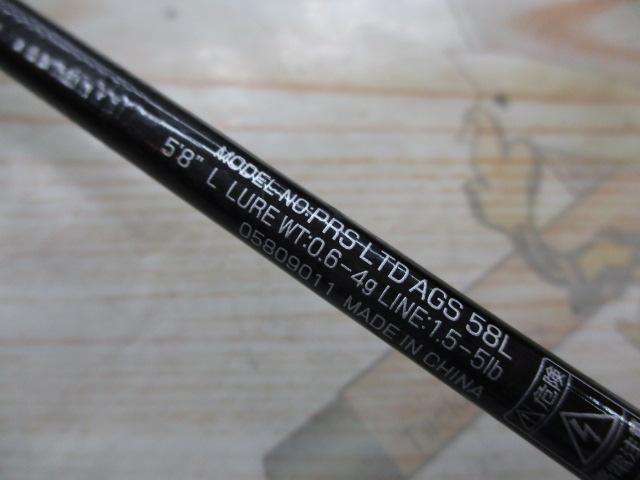 MODEL NO:PRS LTD AGS 58L
5'8" L LURE WT:0.6-4g LINE:1.5-5lb
05809011 MADE IN CHINA
危険